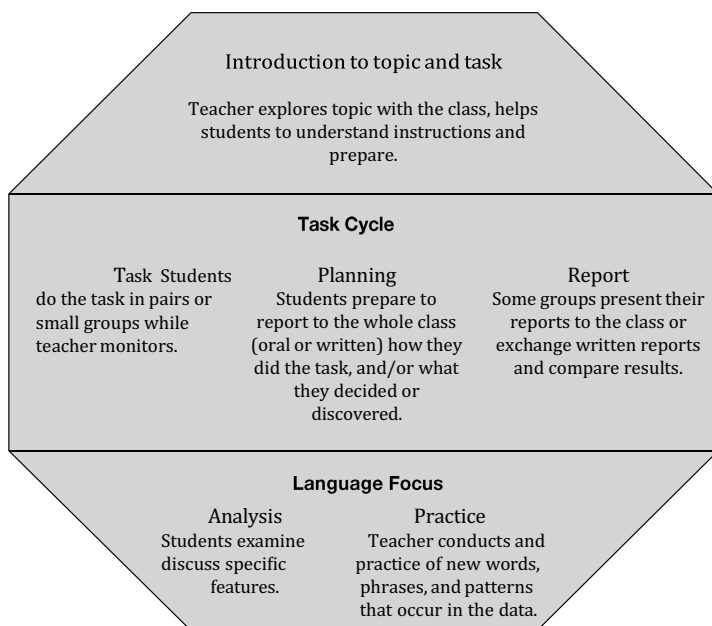 Introduction to topic and task
Teacher explores topic with the class, helps
students to understand instructions and
prepare.
Task Cycle
Task Students
do the task in pairs or
small groups while
teacher monitors.
Planning
Students prepare to
report to the whole class
(oral or written) how they
did the task, and/or what
they decided or
discovered.
Report
Some groups present their
reports to the class or
exchange written reports
and compare results.
Language Focus
Analysis
Students examine
discuss specific
features.
Practice
Teacher conducts and
practice of new words,
phrases, and patterns
that occur in the data.